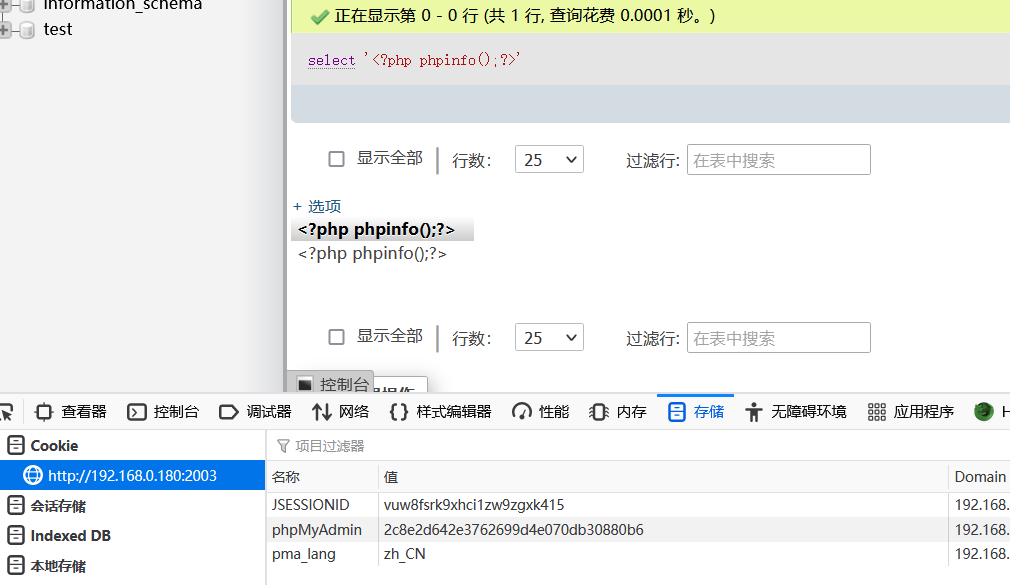 information_schema
test
正在显示第 0 - 0 行 (共 1 行, 查询花费 0.0001 秒。)
select '<?php phpinfo();?>'
显示全部 行数： 25 过滤行: 在表中搜索
+ 选项
<?php phpinfo();?>
<?php phpinfo();?>
显示全部 行数： 25 过滤行: 在表中搜索
控制台
查看器 控制台 调试器 网络 样式编辑器 性能 内存 存储 无障碍环境 应用程序 H
Cookie
http://192.168.0.180:2003
会话存储
Indexed DB
本地存储
项目过滤器
名称 值 Domain
JSESSIONID vuw8fsrk9xhci1zw9zgxk415 192.168.
phpMyAdmin 2c8e2d642e3762699d4e070db30880b6 192.168.
pma_lang zh_CN 192.168.